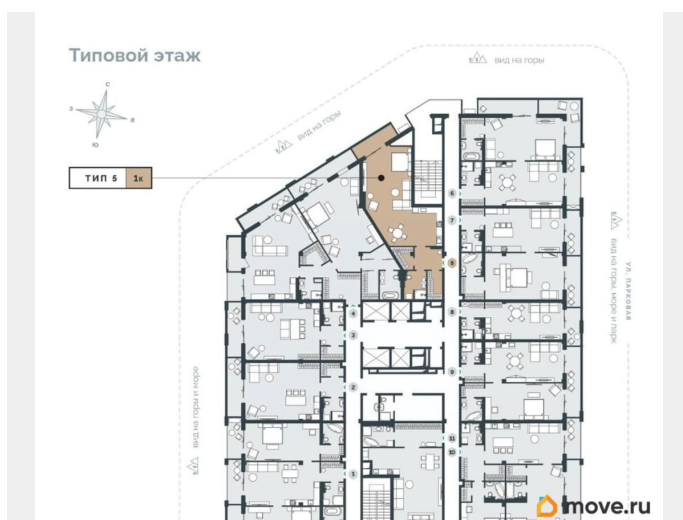 Типовой этаж
вид на горы
С
З
В
Ю
вид на горы
ТИП 5 1к
6
7
5
вид на горы, море и парк
УЛ. ПАРКОВАЯ
8
4
3
9
2
вид на горы и море
11
10
1
move.ru